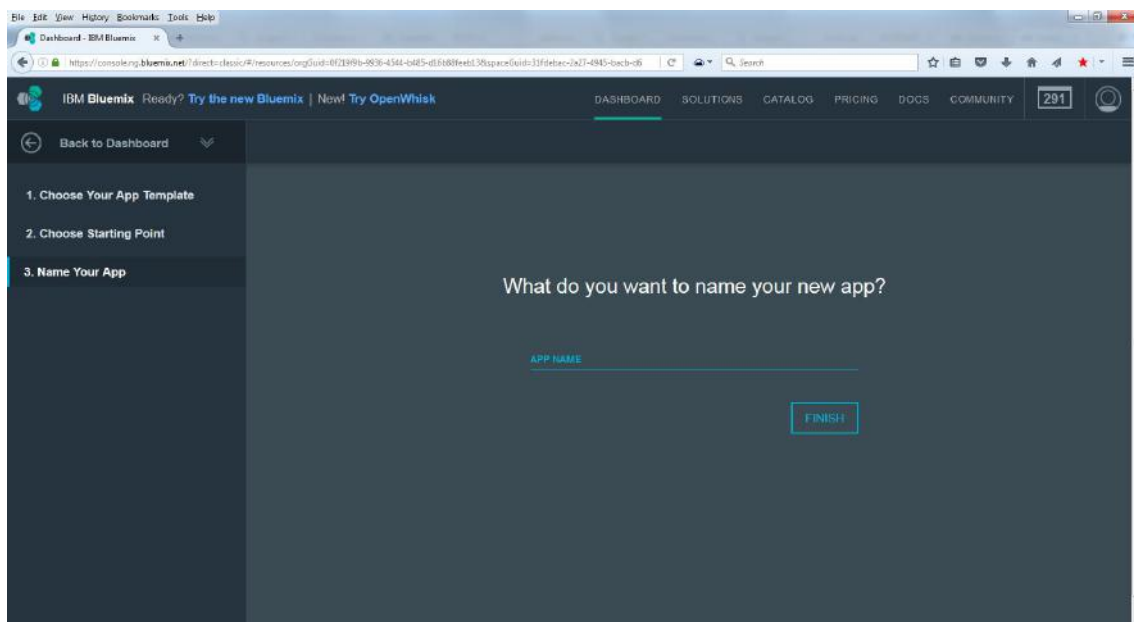 File Edit View History Bookmarks Tools Help
Dashboard - IBM Bluemix
Search
IBM Bluemix Ready? Try the new Bluemix | New! Try OpenWhisk
DASHBOARD SOLUTIONS CATALOG PRICING DOCS COMMUNITY 291
Back to Dashboard
1. Choose Your App Template
2. Choose Starting Point
3. Name Your App
What do you want to name your new app?
APP NAME
FINISH